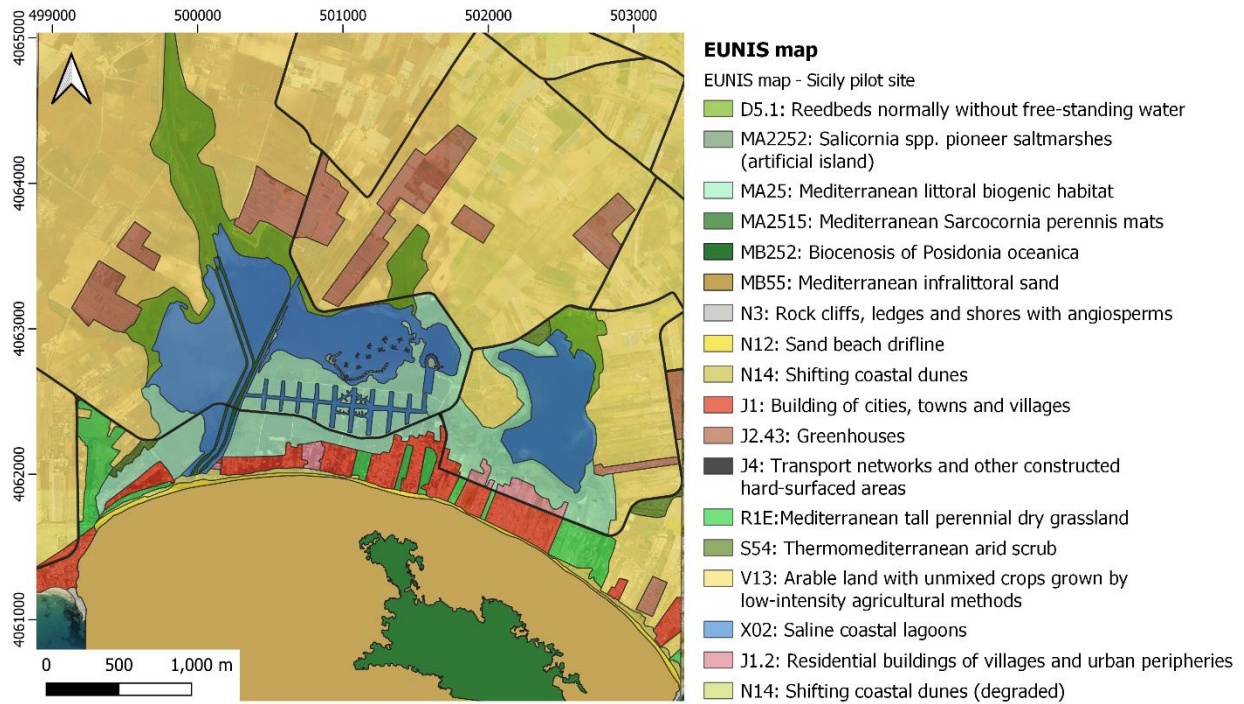 499000 500000 501000 502000 503000
4065000
4064000
4063000
4062000
4061000
0 500 1,000 m
EUNIS map
EUNIS map - Sicily pilot site
D5.1: Reedbeds normally without free-standing water
MA2252: Salicornia spp. pioneer saltmarshes
(artificial island)
MA25: Mediterranean littoral biogenic habitat
MA2515: Mediterranean Sarcocornia perennis mats
MB252: Biocenosis of Posidonia oceanica
MB55: Mediterranean infralittoral sand
N3: Rock cliffs, ledges and shores with angiosperms
N12: Sand beach drifline
N14: Shifting coastal dunes
J1: Building of cities, towns and villages
J2.43: Greenhouses
J4: Transport networks and other constructed
hard-surfaced areas
R1E:Mediterranean tall perennial dry grassland
S54: Thermomediterranean arid scrub
V13: Arable land with unmixed crops grown by
low-intensity agricultural methods
X02: Saline coastal lagoons
J1.2: Residential buildings of villages and urban peripheries
N14: Shifting coastal dunes (degraded)